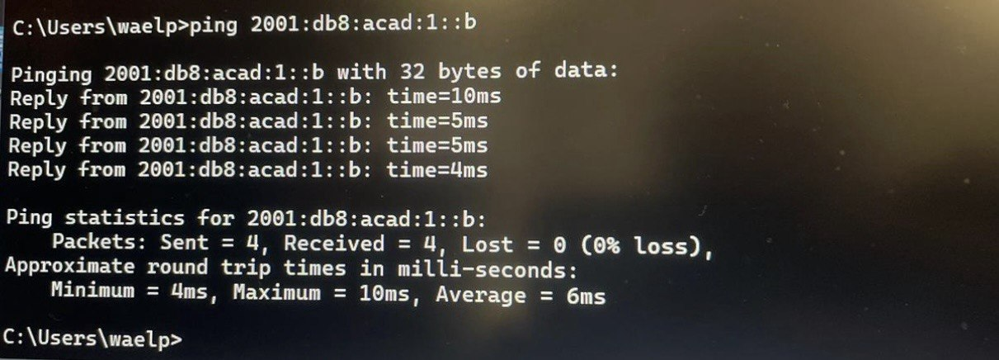 C:\Users\waelp>ping 2001:db8:acad:1::b
Pinging 2001:db8:acad:1::b with 32 bytes of data:
Reply from 2001:db8:acad:1::b: time=10ms
Reply from 2001:db8:acad:1::b: time=5ms
Reply from 2001:db8:acad:1::b: time=5ms
Reply from 2001:db8:acad:1::b: time=4ms
Ping statistics for 2001:db8:acad:1::b:
Packets: Sent = 4, Received = 4, Lost = 0 (0% loss),
Approximate round trip times in milli-seconds:
Minimum = 4ms, Maximum = 10ms, Average = 6ms
C:\Users\waelp>